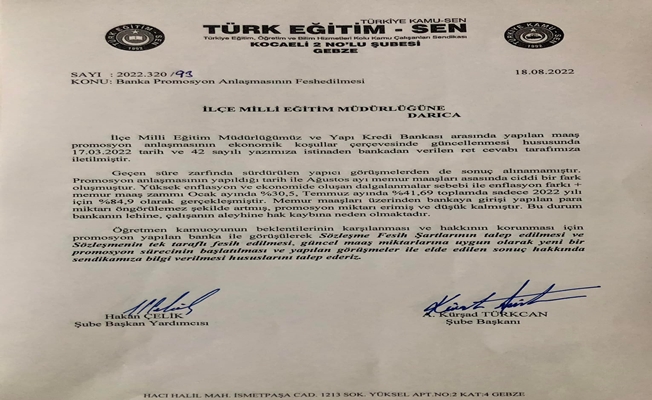 TÜRK EĞİTİM - SEN
1992
TÜRKİYE KAMU-SEN
TÜRK EĞİTİM - SEN
Türkiye Eğitim, Öğretim ve Bilim Hizmetleri Kolu Kamu Çalışanları Sendikası
KOCAELİ 2 NO'LU ŞUBESİ
GEBZE
1992
SAYI : 2022.320/93
18.08.2022
KONU: Banka Promosyon Anlaşmasının Feshedilmesi
İLÇE MİLLİ EĞİTİM MÜDÜRLÜĞÜNE
DARICA
İlçe Milli Eğitim Müdürlüğümüz ve Yapı Kredi Bankası arasında yapılan maaş
promosyon anlaşmasının ekonomik koşullar çerçevesinde güncellenmesi hususunda
17.03.2022 tarih ve 42 sayılı yazımıza istinaden bankadan verilen ret cevabı tarafımıza
iletilmiştir.
Geçen süre zarfında sürdürülen yapıcı görüşmelerden de sonuç alınamamıştır.
Promosyon anlaşmasının yapıldığı tarih ile Ağustos ayı memur maaşları asasında ciddi bir fark
oluşmuştur. Yüksek enflasyon ve ekonomide oluşan dalgalanmalar sebebi ile enflasyon farkı +
memur maaş zammı Ocak ayında %30,5, Temmuz ayında %41,69 toplamda sadece 2022 yılı
için %84,9 olarak gerçekleşmiştir. Memur maaşları üzerinden bankaya girişi yapılan para
miktarı öngörülemez şekilde artmış, promosyon miktarı erimiş ve düşük kalmıştır. Bu durum
bankanın lehine, çalışanın aleyhine hak kaybına neden olmaktadır.
Öğretmen kamuoyunun beklentilerinin karşılanması ve hakkının korunması için
promosyon yapılan banka ile görüşülerek Sözleşme Fesih Şartlarının talep edilmesi ve
Sözleşmenin tek taraflı fesih edilmesi, güncel maaş miktarlarına uygun olarak yeni bir
promosyon sürecinin başlatılması ve yapılan görüşmeler ile elde edilen sonuç hakkında
sendikamıza bilgi verilmesi hususlarını talep ederiz.
Hakan ÇELİK
Şube Başkan Yardımcısı
Kürşad TÜRKCAN
Şube Başkanı
HACI HALİL MAH. İSMETPAŞA CAD. 1213 SOK. YÜKSEL APT.NO:2 KAT:4 GEBZE